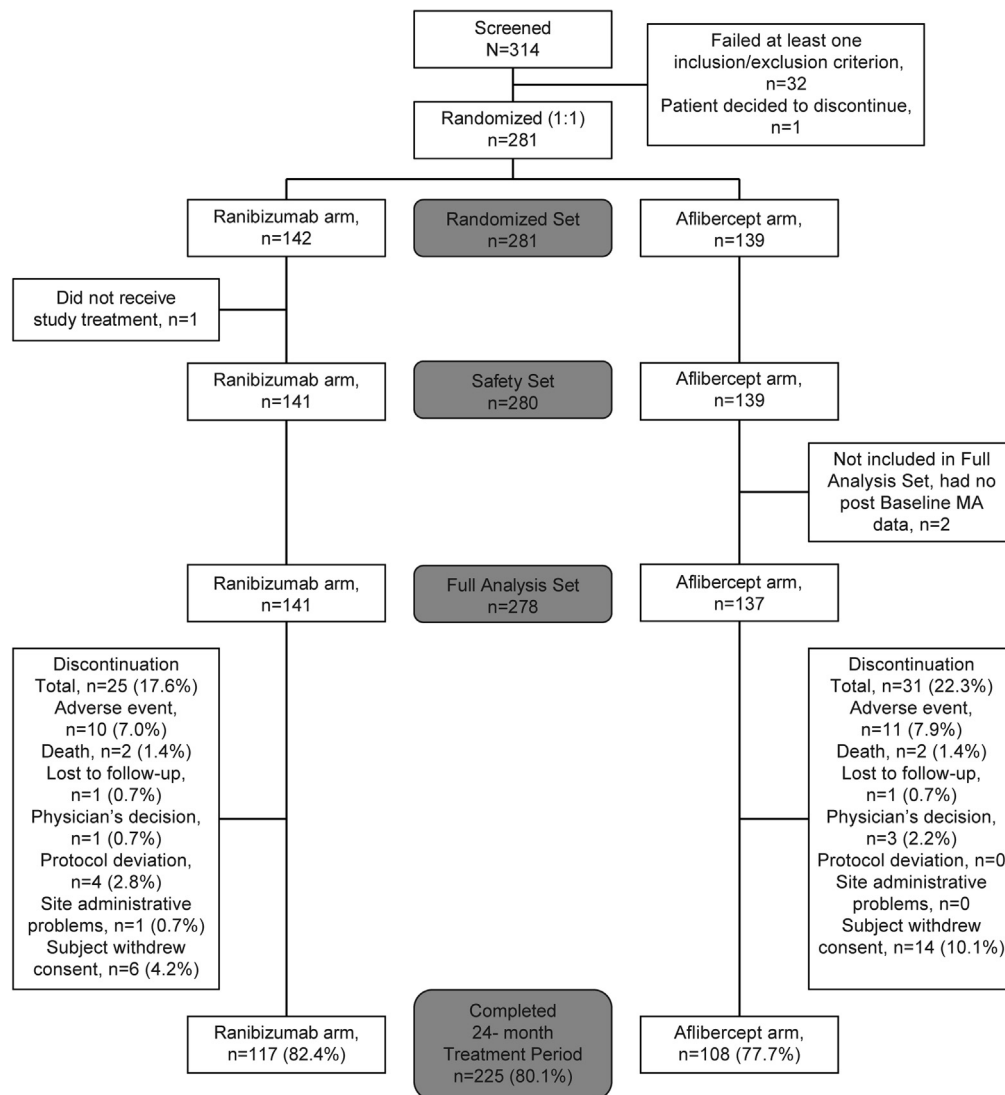 Screened
N=314
Failed at least one
inclusion/exclusion criterion,
n=32
Patient decided to discontinue,
n=1
Randomized (1:1)
n=281
Ranibizumab arm,
n=142
Randomized Set
n=281
Aflibercept arm,
n=139
Did not receive
study treatment, n=1
Ranibizumab arm,
n=141
Safety Set
n=280
Aflibercept arm,
n=139
Not included in Full
Analysis Set, had no
post Baseline MA
data, n=2
Ranibizumab arm,
n=141
Full Analysis Set
n=278
Aflibercept arm,
n=137
Discontinuation
Total, n=25 (17.6%)
Adverse event,
n=10 (7.0%)
Death, n=2 (1.4%)
Lost to follow-up,
n=1 (0.7%)
Physician’s decision,
n=1 (0.7%)
Protocol deviation,
n=4 (2.8%)
Site administrative
problems, n=1 (0.7%)
Subject withdrew
consent, n=6 (4.2%)
Discontinuation
Total, n=31 (22.3%)
Adverse event,
n=11 (7.9%)
Death, n=2 (1.4%)
Lost to follow-up,
n=1 (0.7%)
Physician’s decision,
n=3 (2.2%)
Protocol deviation, n=0
Site administrative
problems, n=0
Subject withdrew
consent, n=14 (10.1%)
Ranibizumab arm,
n=117 (82.4%)
Completed
24- month
Treatment Period
n=225 (80.1%)
Aflibercept arm,
n=108 (77.7%)